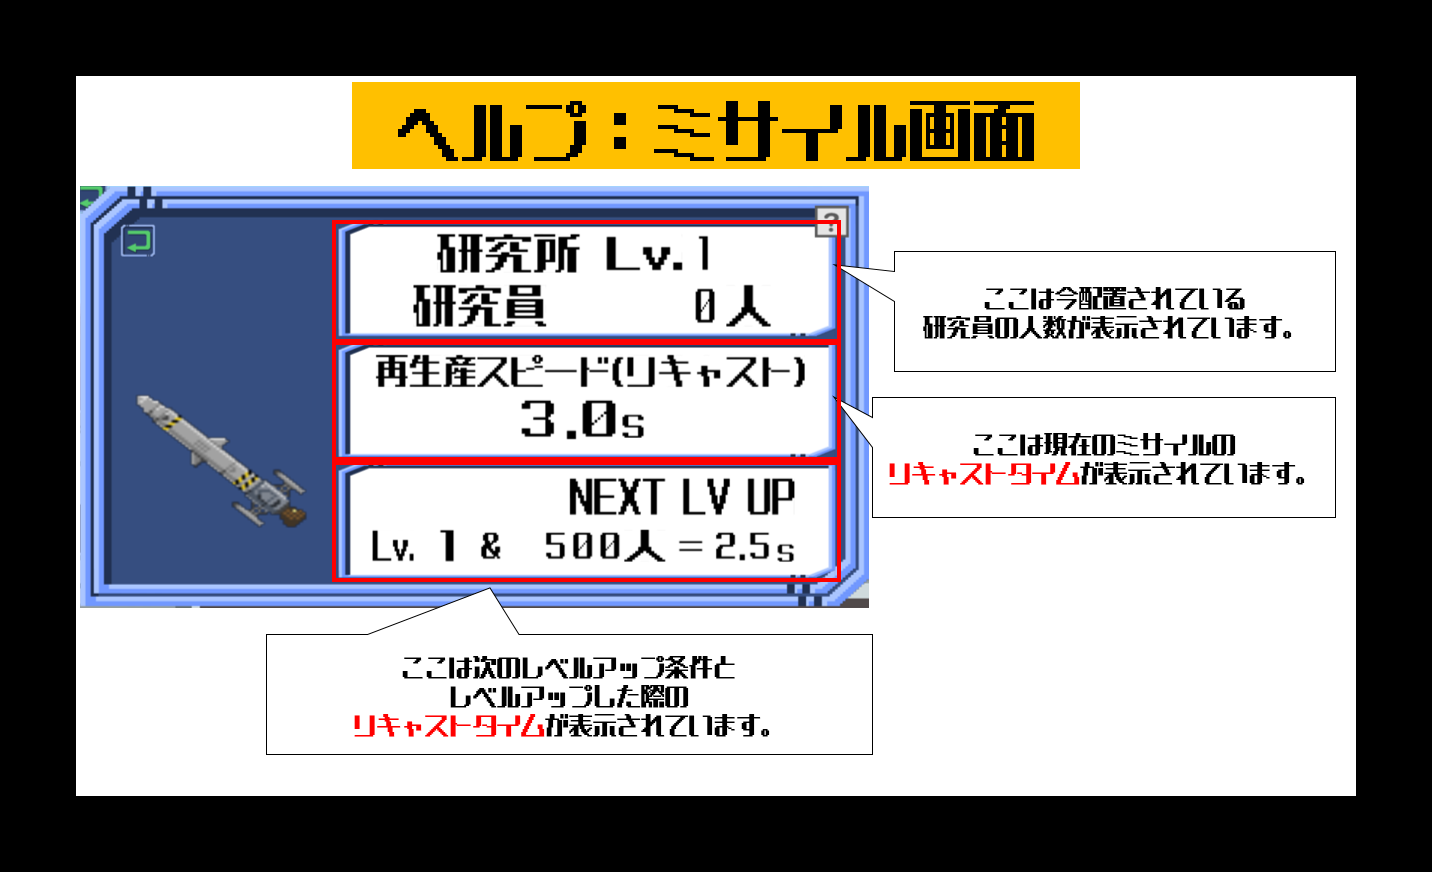 ヘルプ：ミサイル画面
?
研究所 Lv.1
研究員 0人
再生産スピード(リキャスト)
3.0s
NEXT LV UP
Lv. 1 & 500人 = 2.5s
ここは今配置されている
研究員の人数が表示されています。
ここは現在のミサイルの
リキャストタイムが表示されています。
ここは次のレベルアップ条件と
レベルアップした際の
リキャストタイムが表示されています。